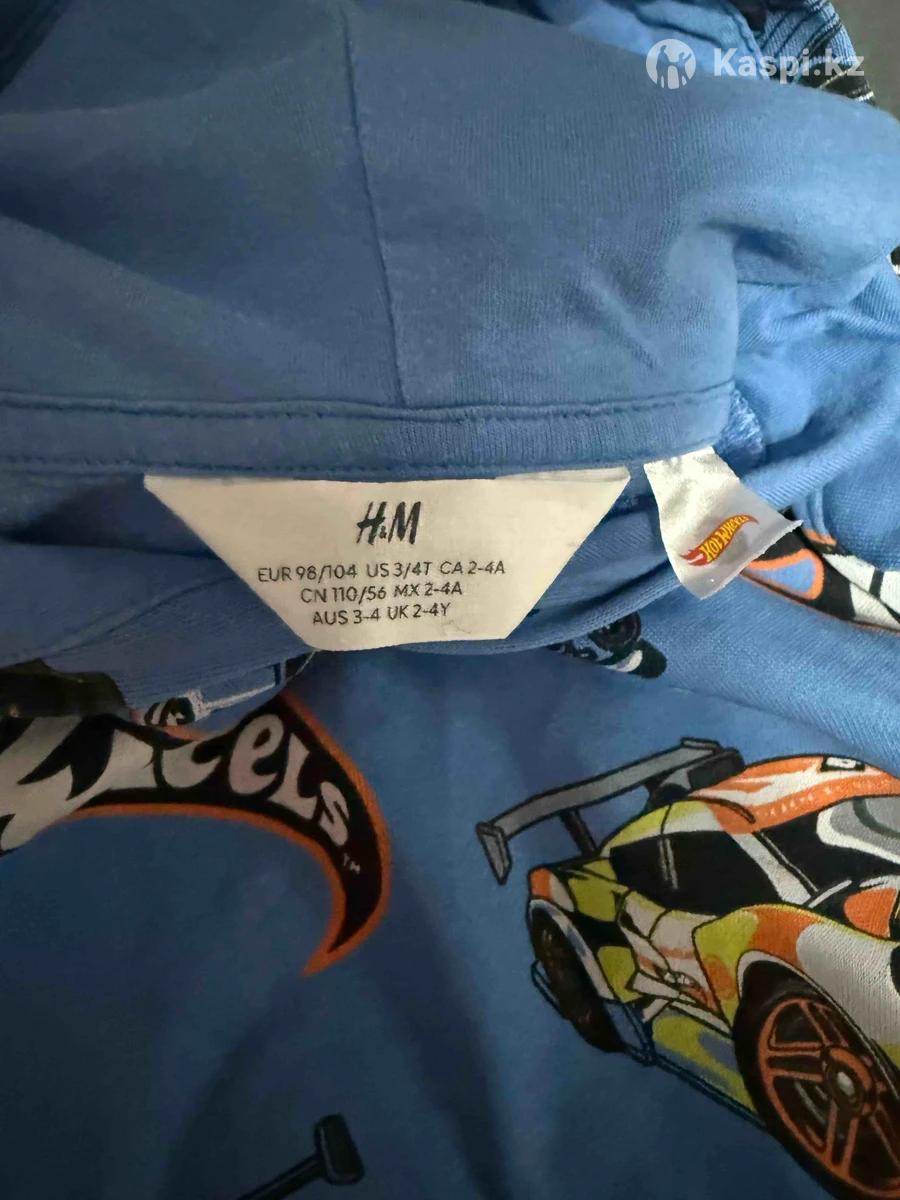 Kaspi.kz
H&M
EUR 98/104 US 3/4T CA 2-4A
CN 110/56 MX 2-4A
AUS 3-4 UK 2-4Y
HOT WHEELS
Wheels™